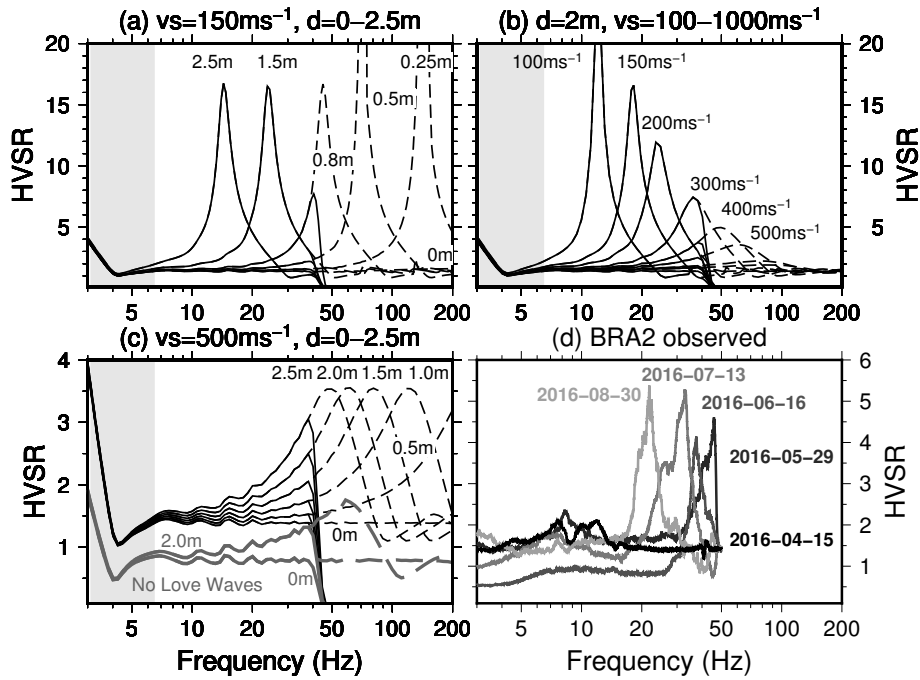 (a) vs=150ms⁻¹, d=0−2.5m
(b) d=2m, vs=100−1000ms⁻¹
20
15
10
5
HVSR
2.5m
1.5m
0.25m
0.5m
0.8m
0m
5 10 20 50 100 200
100ms⁻¹
150ms⁻¹
200ms⁻¹
300ms⁻¹
400ms⁻¹
500ms⁻¹
20
15
10
5
HVSR
5 10 20 50 100 200
(c) vs=500ms⁻¹, d=0−2.5m
(d) BRA2 observed
4
3
2
1
HVSR
2.5m 2.0m 1.5m 1.0m
0.5m
0m
2.0m
No Love Waves
0m
5 10 20 50 100 200
Frequency (Hz)
2016−07−13
2016−08−30
2016−06−16
2016−05−29
2016−04−15
6
5
4
3
2
1
HVSR
5 10 20 50 100 200
Frequency (Hz)